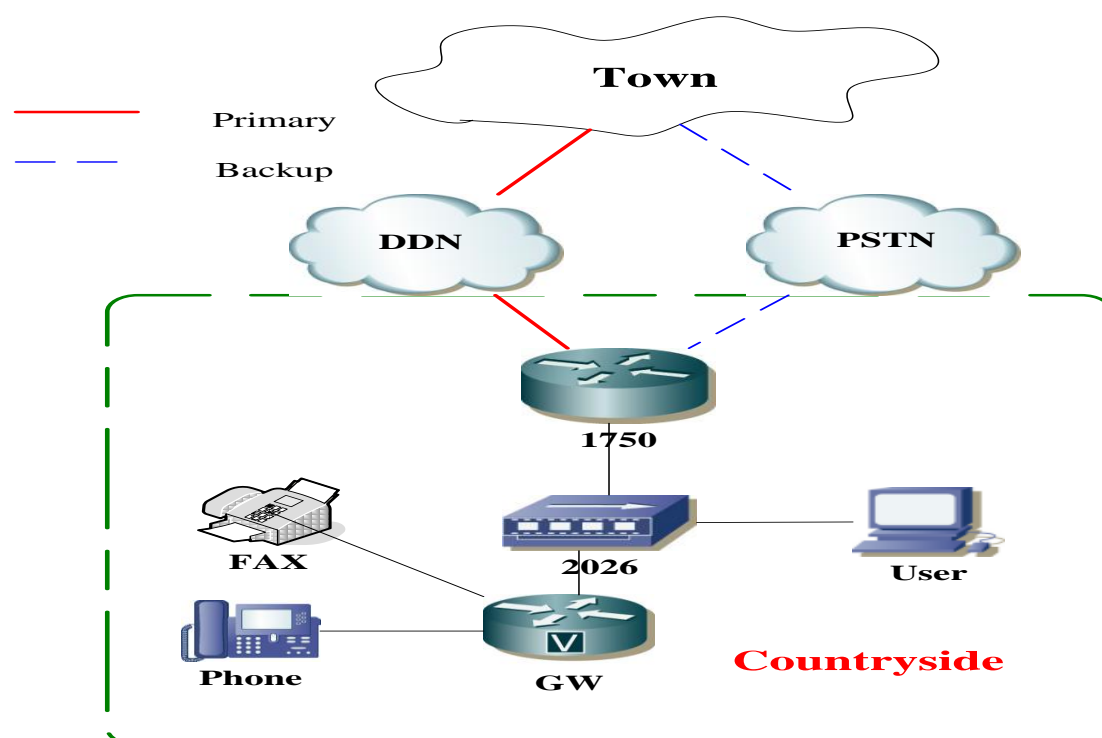 Town
Primary
Backup
DDN
PSTN
1750
FAX
2026
User
Phone
V
GW
Countryside